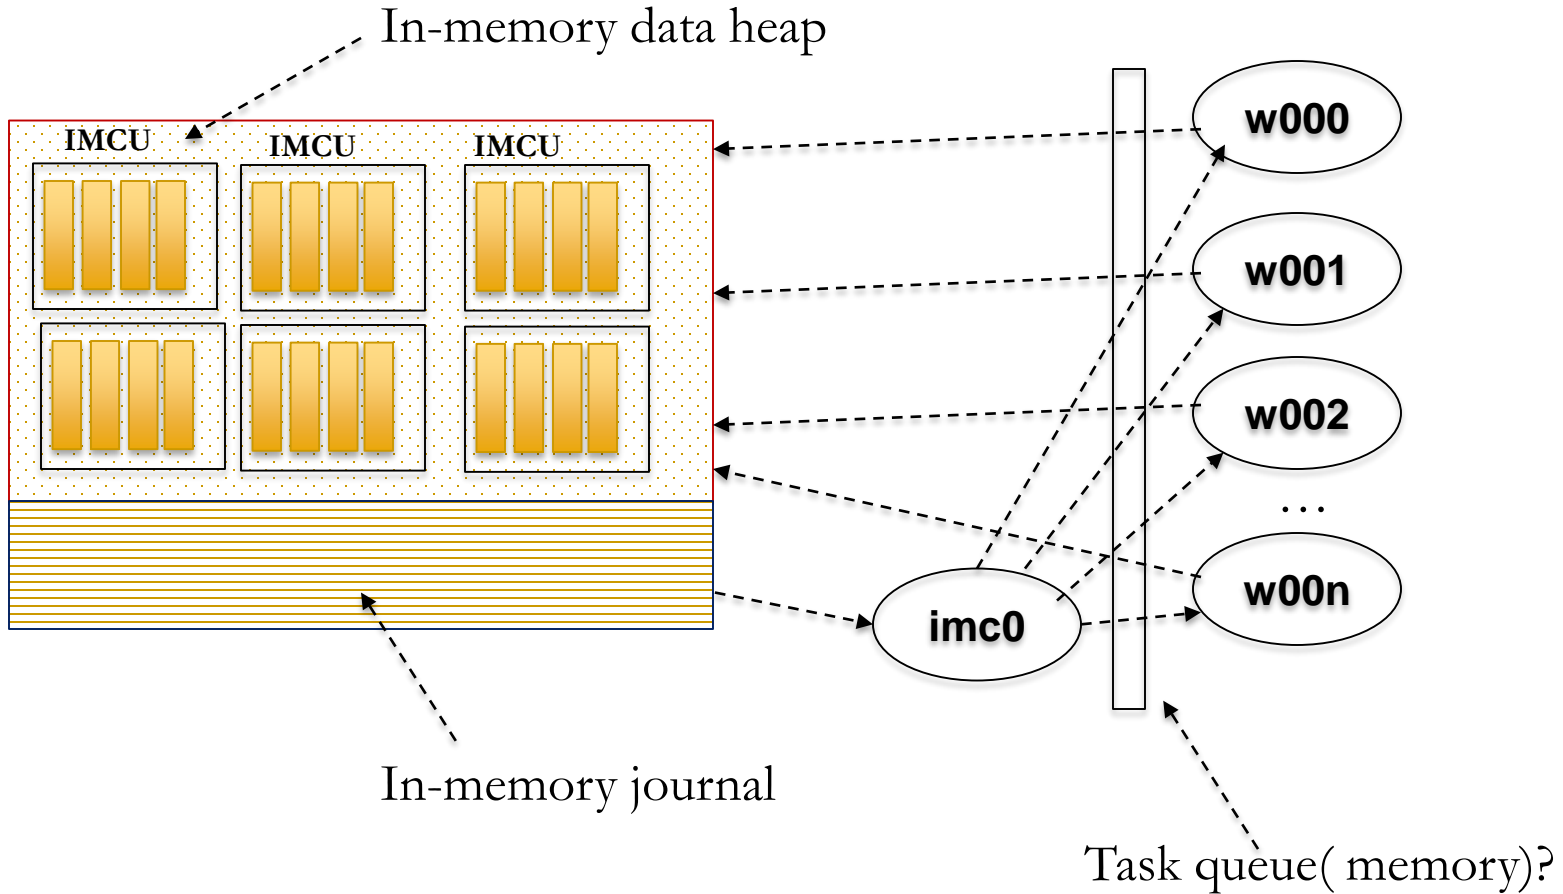 In-memory data heap
IMCU
IMCU
IMCU
w000
w001
w002
...
w00n
imc0
In-memory journal
Task queue( memory)?